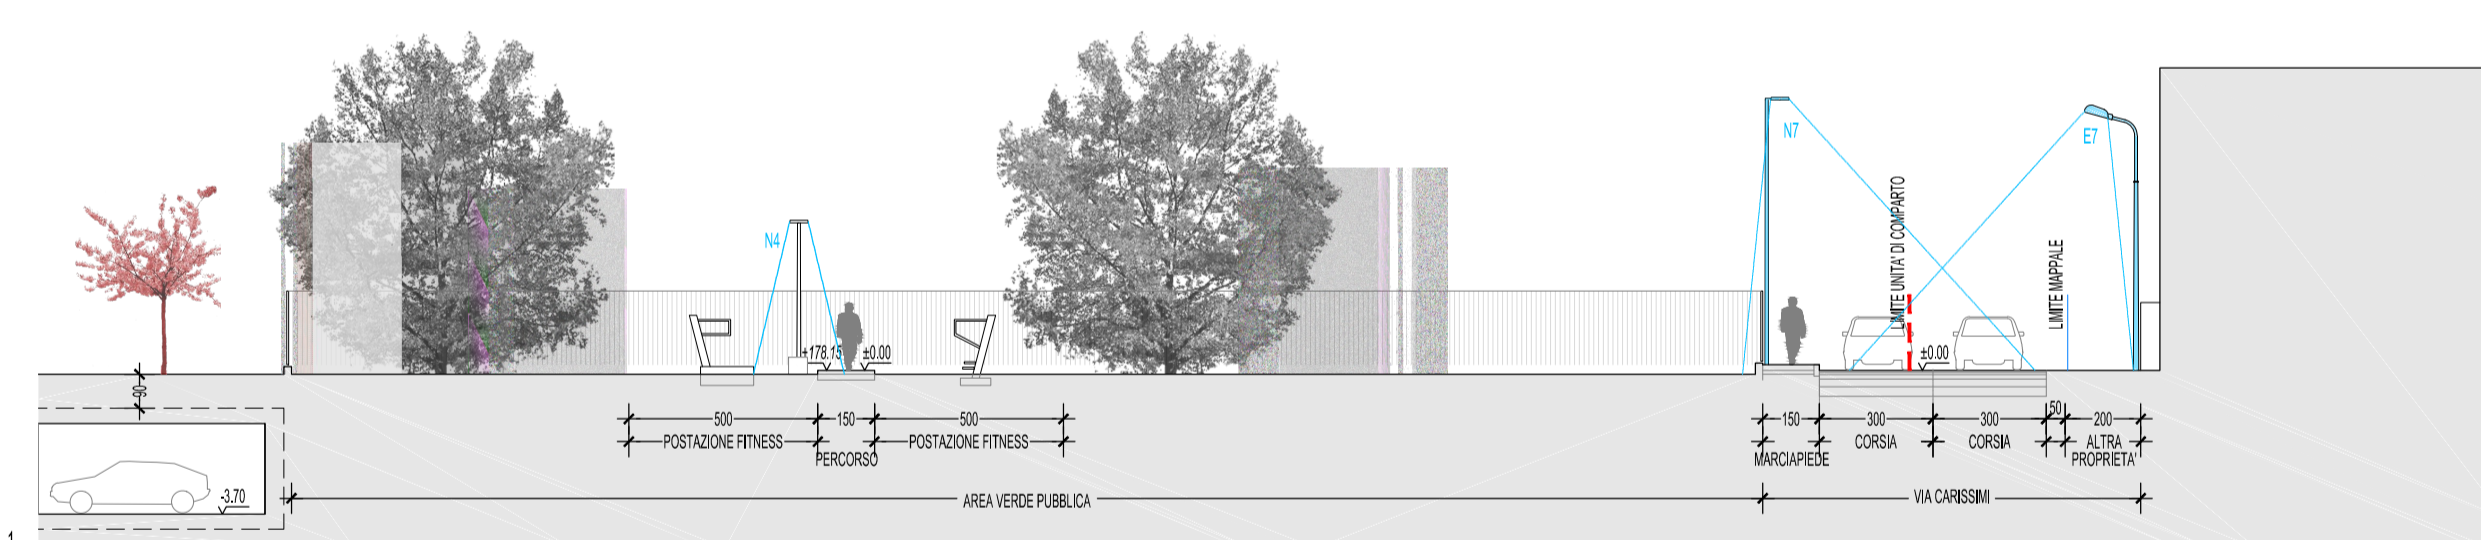 N7
E7
N4
LIMITE UNITA' DI COMPARTO
LIMITE MAPPALE
+178.15
±0.00
±0.00
90
500
150
500
150
300
300
50
200
POSTAZIONE FITNESS
POSTAZIONE FITNESS
CORSIA
CORSIA
ALTRA
PERCORSO
MARCIAPIEDE
PROPRIETA'
-3.70
AREA VERDE PUBBLICA
VIA CARISSIMI
1